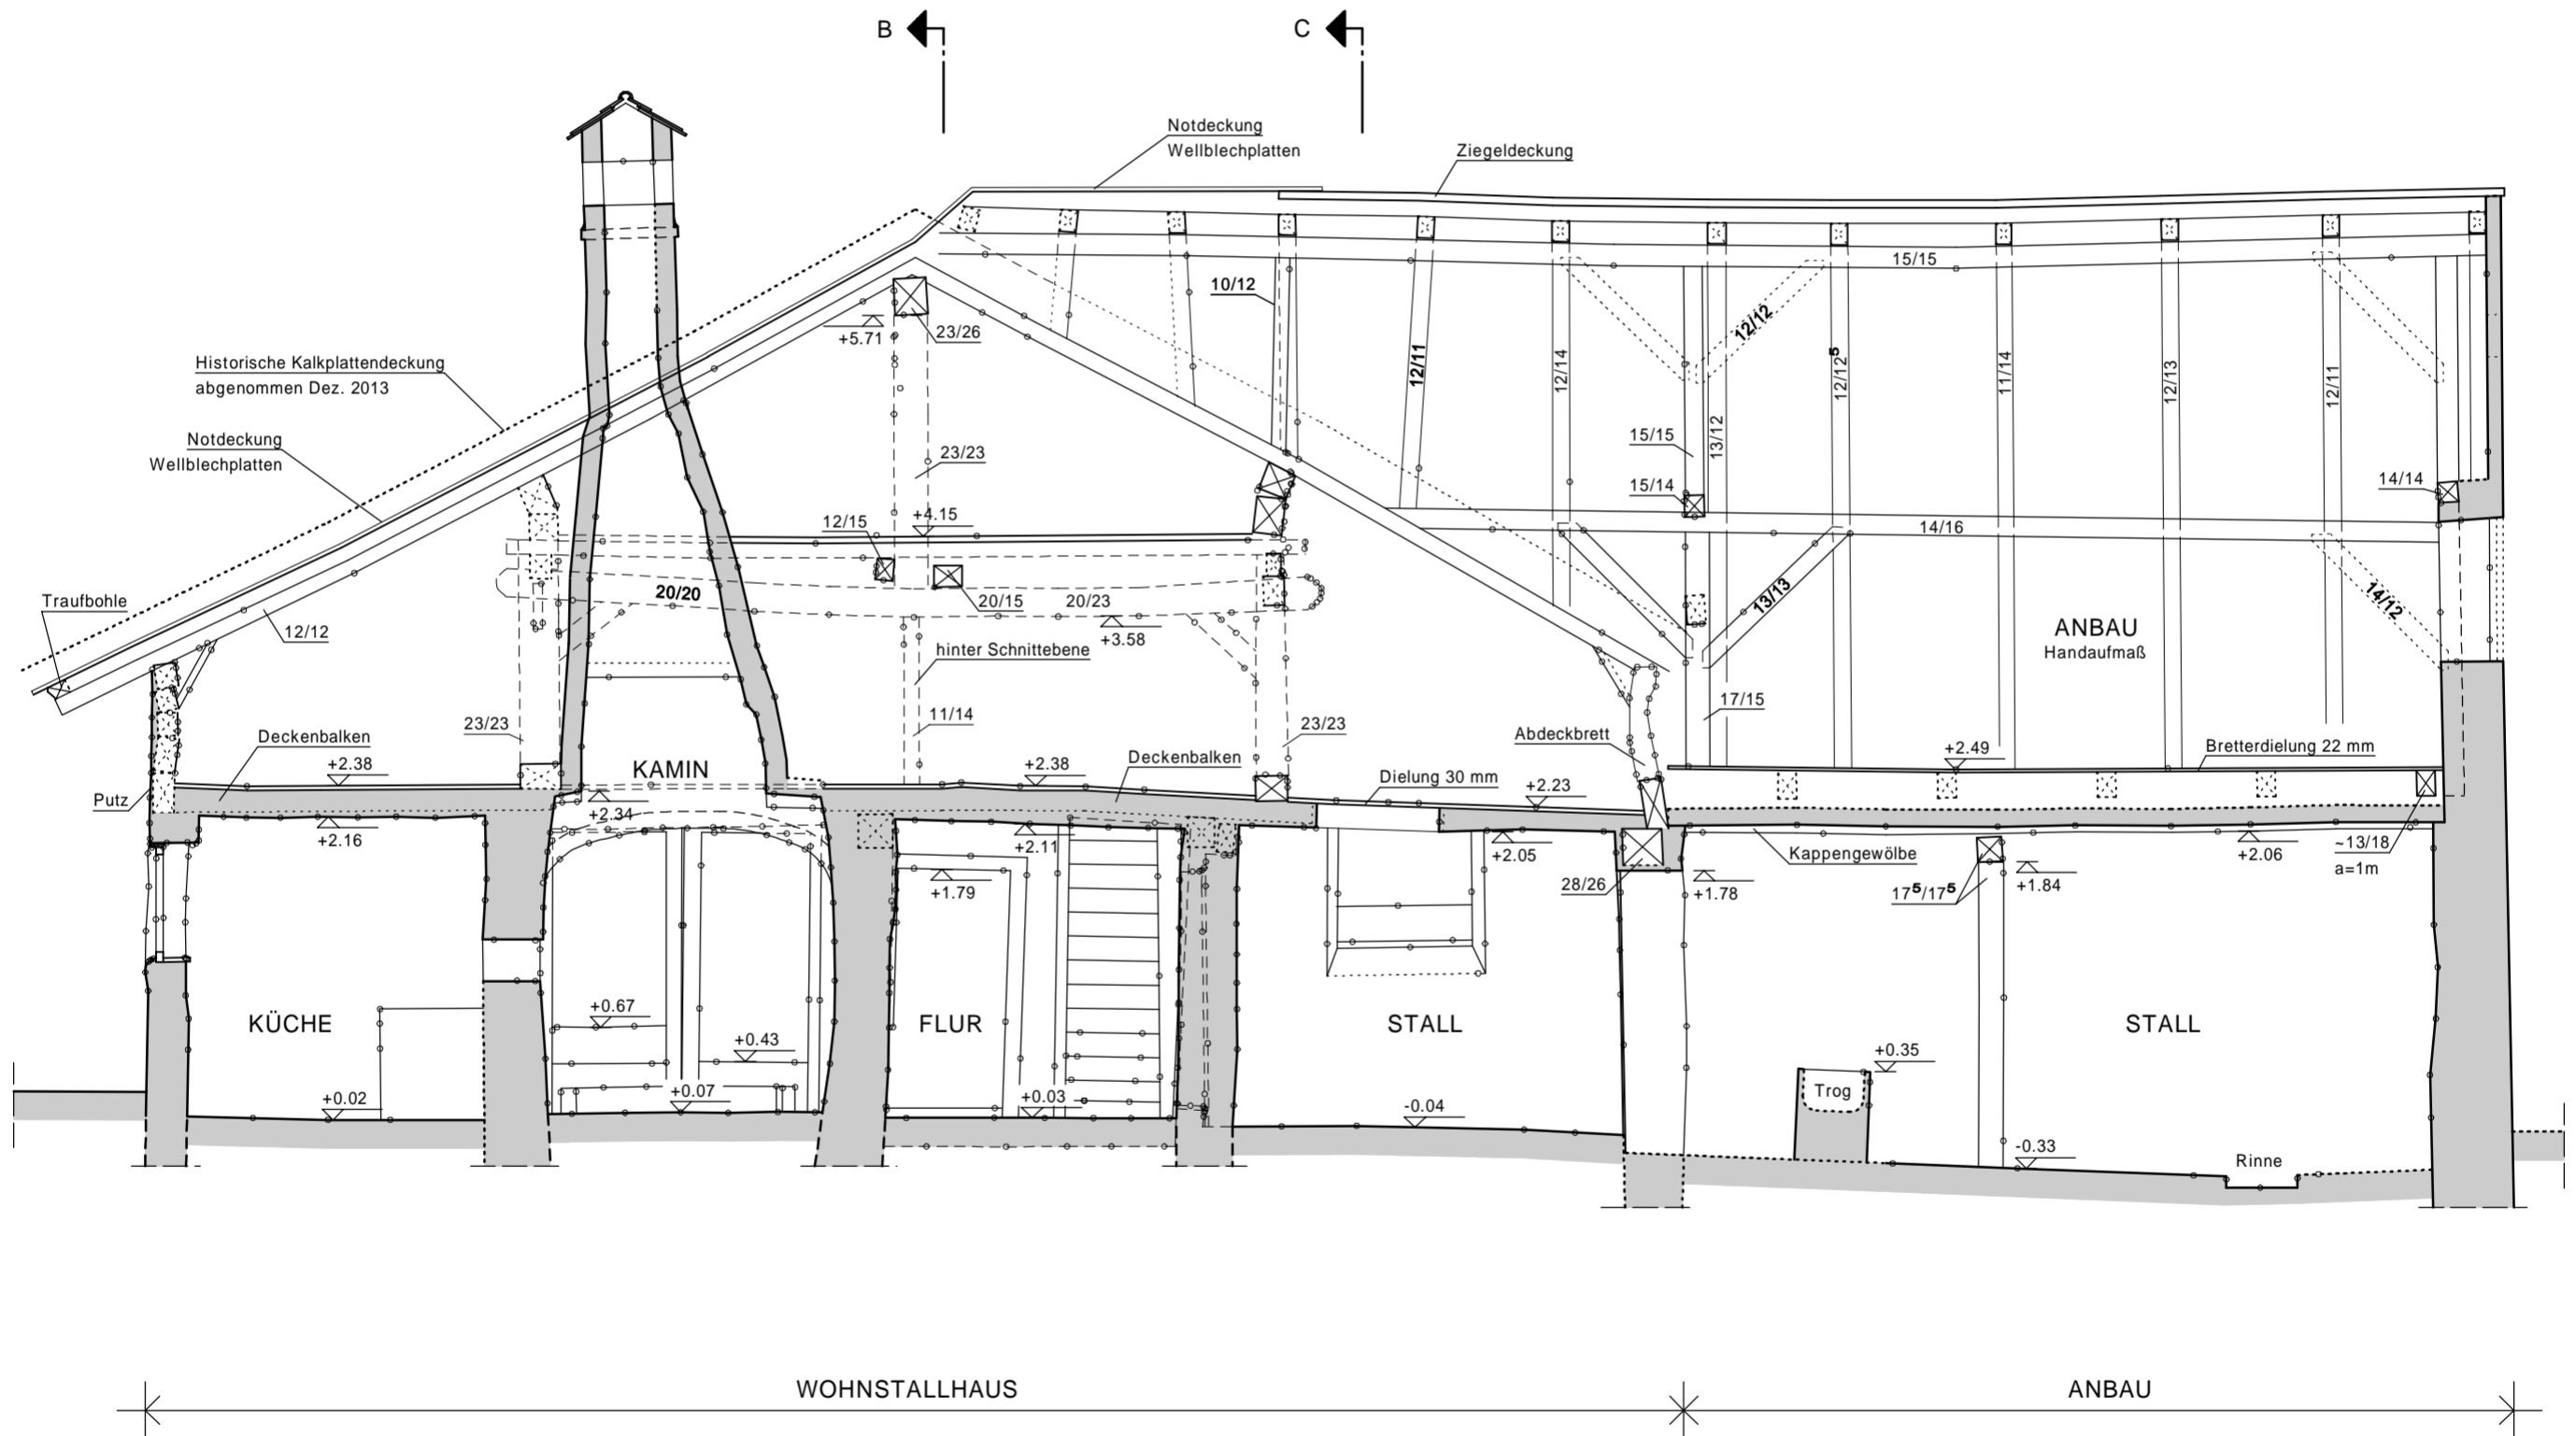 B
C
Notdeckung
Wellblechplatten
Ziegeldeckung
15/15
10/12
12/12
+5.71
23/26
Historische Kalkplattendeckung
abgenommen Dez. 2013
12/11
12/14
12/12⁵
11/14
12/13
12/11
Notdeckung
Wellblechplatten
23/23
15/15
13/12
15/14
14/14
12/15
+4.15
14/16
Traufbohle
12/12
20/20
20/15
20/23
+3.58
13/13
14/12
ANBAU
Handaufmaß
hinter Schnittebene
23/23
11/14
23/23
17/15
Deckenbalken
Abdeckbrett
+2.49
Bretterdielung 22 mm
+2.38
KAMIN
+2.38
Deckenbalken
Dielung 30 mm
+2.23
Putz
+2.34
+2.16
+2.11
+2.05
Kappengewölbe
+2.06
~13/18
a=1m
+1.79
28/26
+1.78
17⁵/17⁵
+1.84
KÜCHE
+0.67
+0.43
FLUR
STALL
STALL
+0.35
Trog
+0.02
+0.07
+0.03
-0.04
-0.33
Rinne
WOHNSTALLHAUS
ANBAU